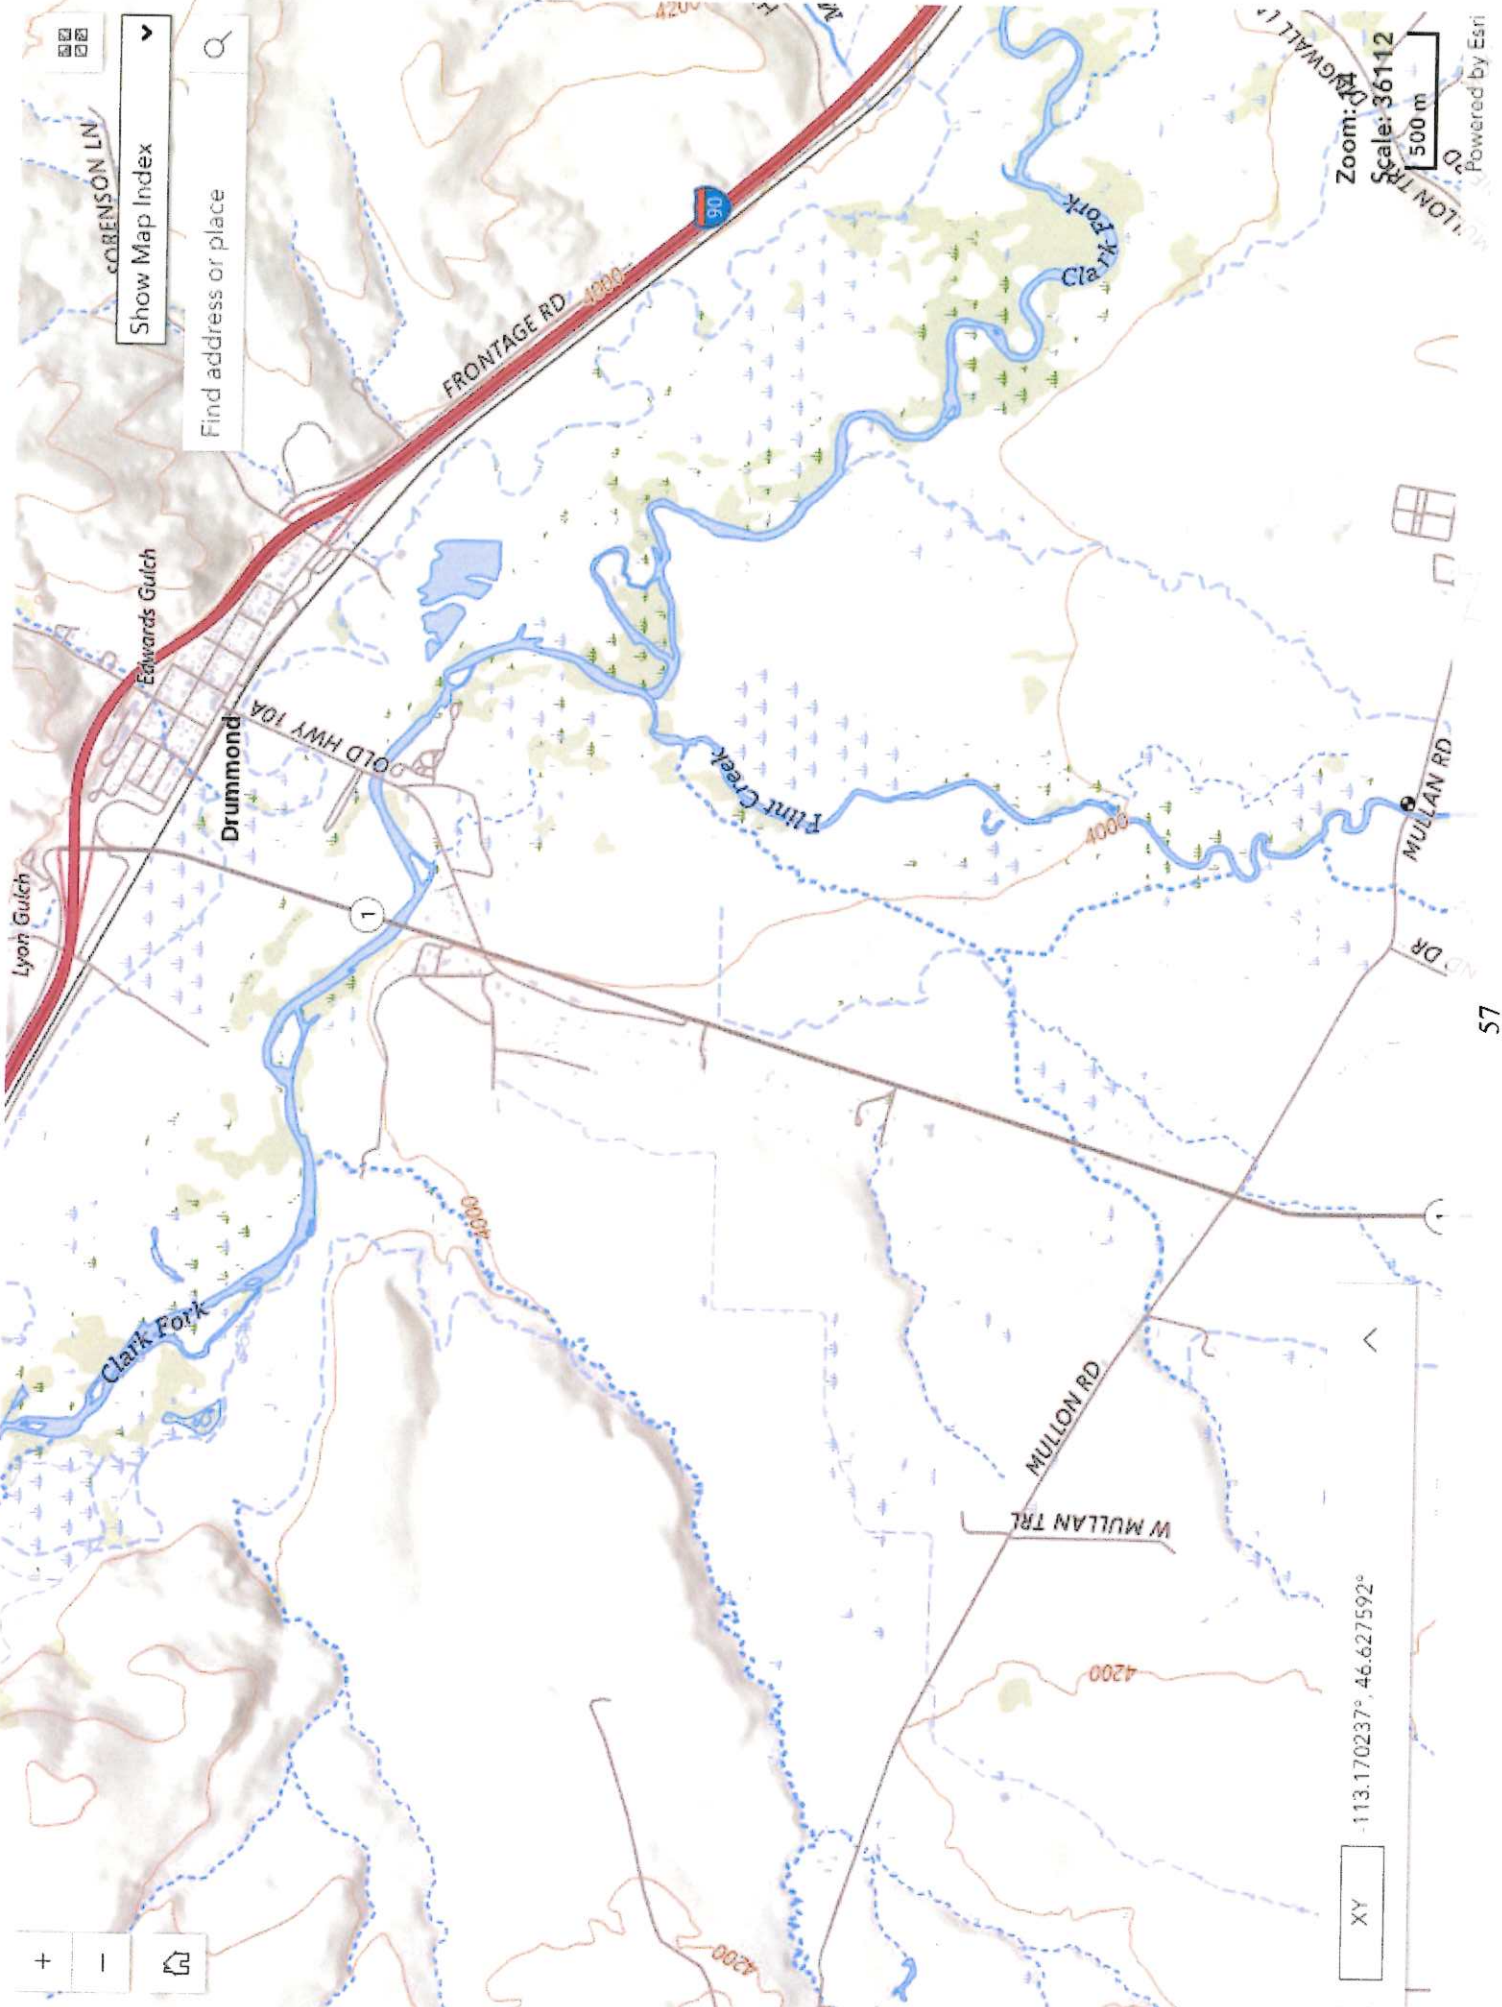 +
−
Show Map Index
Find address or place
SORENSON LN
4200
Lyon Gulch
Edwards Gulch
Drummond
OLD HWY 10A
FRONTAGE RD
4000
90
1
Clark Fork
Clark Fork
Flint Creek
4000
4000
MULLAN RD
MULLON RD
W MULLAN TRL
4200
4200
1
XY
-113.170237°, 46.627592°
Zoom: 14
Scale: 36112
500 m
Powered by Esri
57